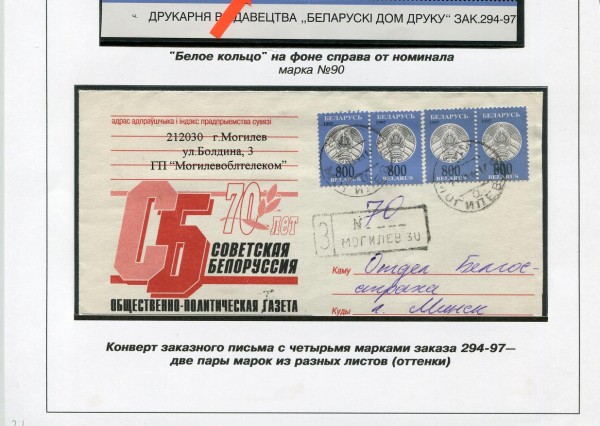 ДРУКАРНЯ ВЫДАВЕЦТВА „БЕЛАРУСКІ ДОМ ДРУКУ“ ЗАК.294-97
"Белое кольцо" на фоне справа от номинала
марка №90
адрас адпраўшчыка і індэкс прадпрыемства сувязі
212030 г.Могилев
ул.Болдина, 3
ГП "Могилевоблтелеком"
БЕЛАРУСЬ БЕЛАРУСЬ БЕЛАРУСЬ БЕЛАРУСЬ
800 800 800 800
BELARUS BELARUS BELARUS BELARUS
70 лет
СБ
СОВЕТСКАЯ
БЕЛОРУССИЯ
ОБЩЕСТВЕННО-ПОЛИТИЧЕСКАЯ ГАЗЕТА
З
№ 70
МОГИЛЕВ 30
Каму Отдел Белгос-
страха
Куды г. Минск
Конверт заказного письма с четырьмя марками заказа 294-97—
две пары марок из разных листов (оттенки)